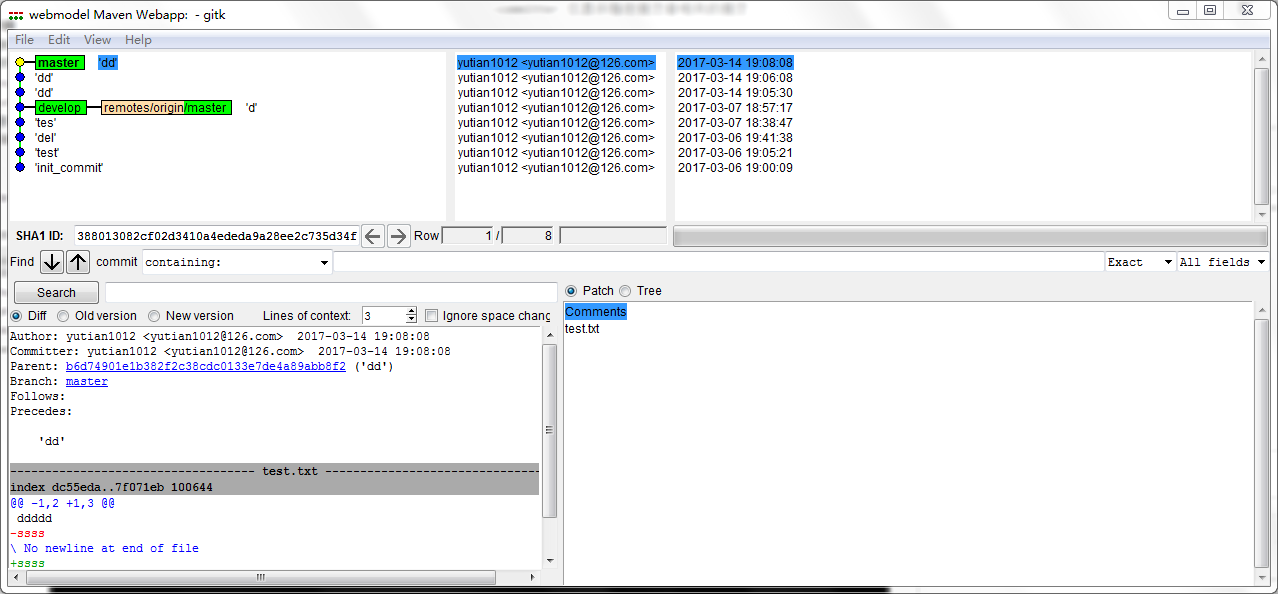 webmodel Maven Webapp:  - gitk
File Edit View Help
master 'dd' yutian1012 <yutian1012@126.com> 2017-03-14 19:08:08
'dd' yutian1012 <yutian1012@126.com> 2017-03-14 19:06:08
'dd' yutian1012 <yutian1012@126.com> 2017-03-14 19:05:30
develop remotes/origin/master 'd' yutian1012 <yutian1012@126.com> 2017-03-07 18:57:17
'tes' yutian1012 <yutian1012@126.com> 2017-03-07 18:38:47
'del' yutian1012 <yutian1012@126.com> 2017-03-06 19:41:38
'test' yutian1012 <yutian1012@126.com> 2017-03-06 19:05:21
'init_commit' yutian1012 <yutian1012@126.com> 2017-03-06 19:00:09
SHA1 ID: 388013082cf02d3410a4ededa9a28ee2c735d34f Row 1 / 8
Find commit containing: Exact All fields
Search
Patch Tree
Diff Old version New version Lines of context: 3 Ignore space chang
Comments
test.txt
Author: yutian1012 <yutian1012@126.com>  2017-03-14 19:08:08
Committer: yutian1012 <yutian1012@126.com>  2017-03-14 19:08:08
Parent: b6d74901e1b382f2c38cdc0133e7de4a89abb8f2 ('dd')
Branch: master
Follows:
Precedes:
'dd'
----------------------------------- test.txt -------------------------------
index dc55eda..7f071eb 100644
@@ -1,2 +1,3 @@
ddddd
-ssss
\ No newline at end of file
+ssss